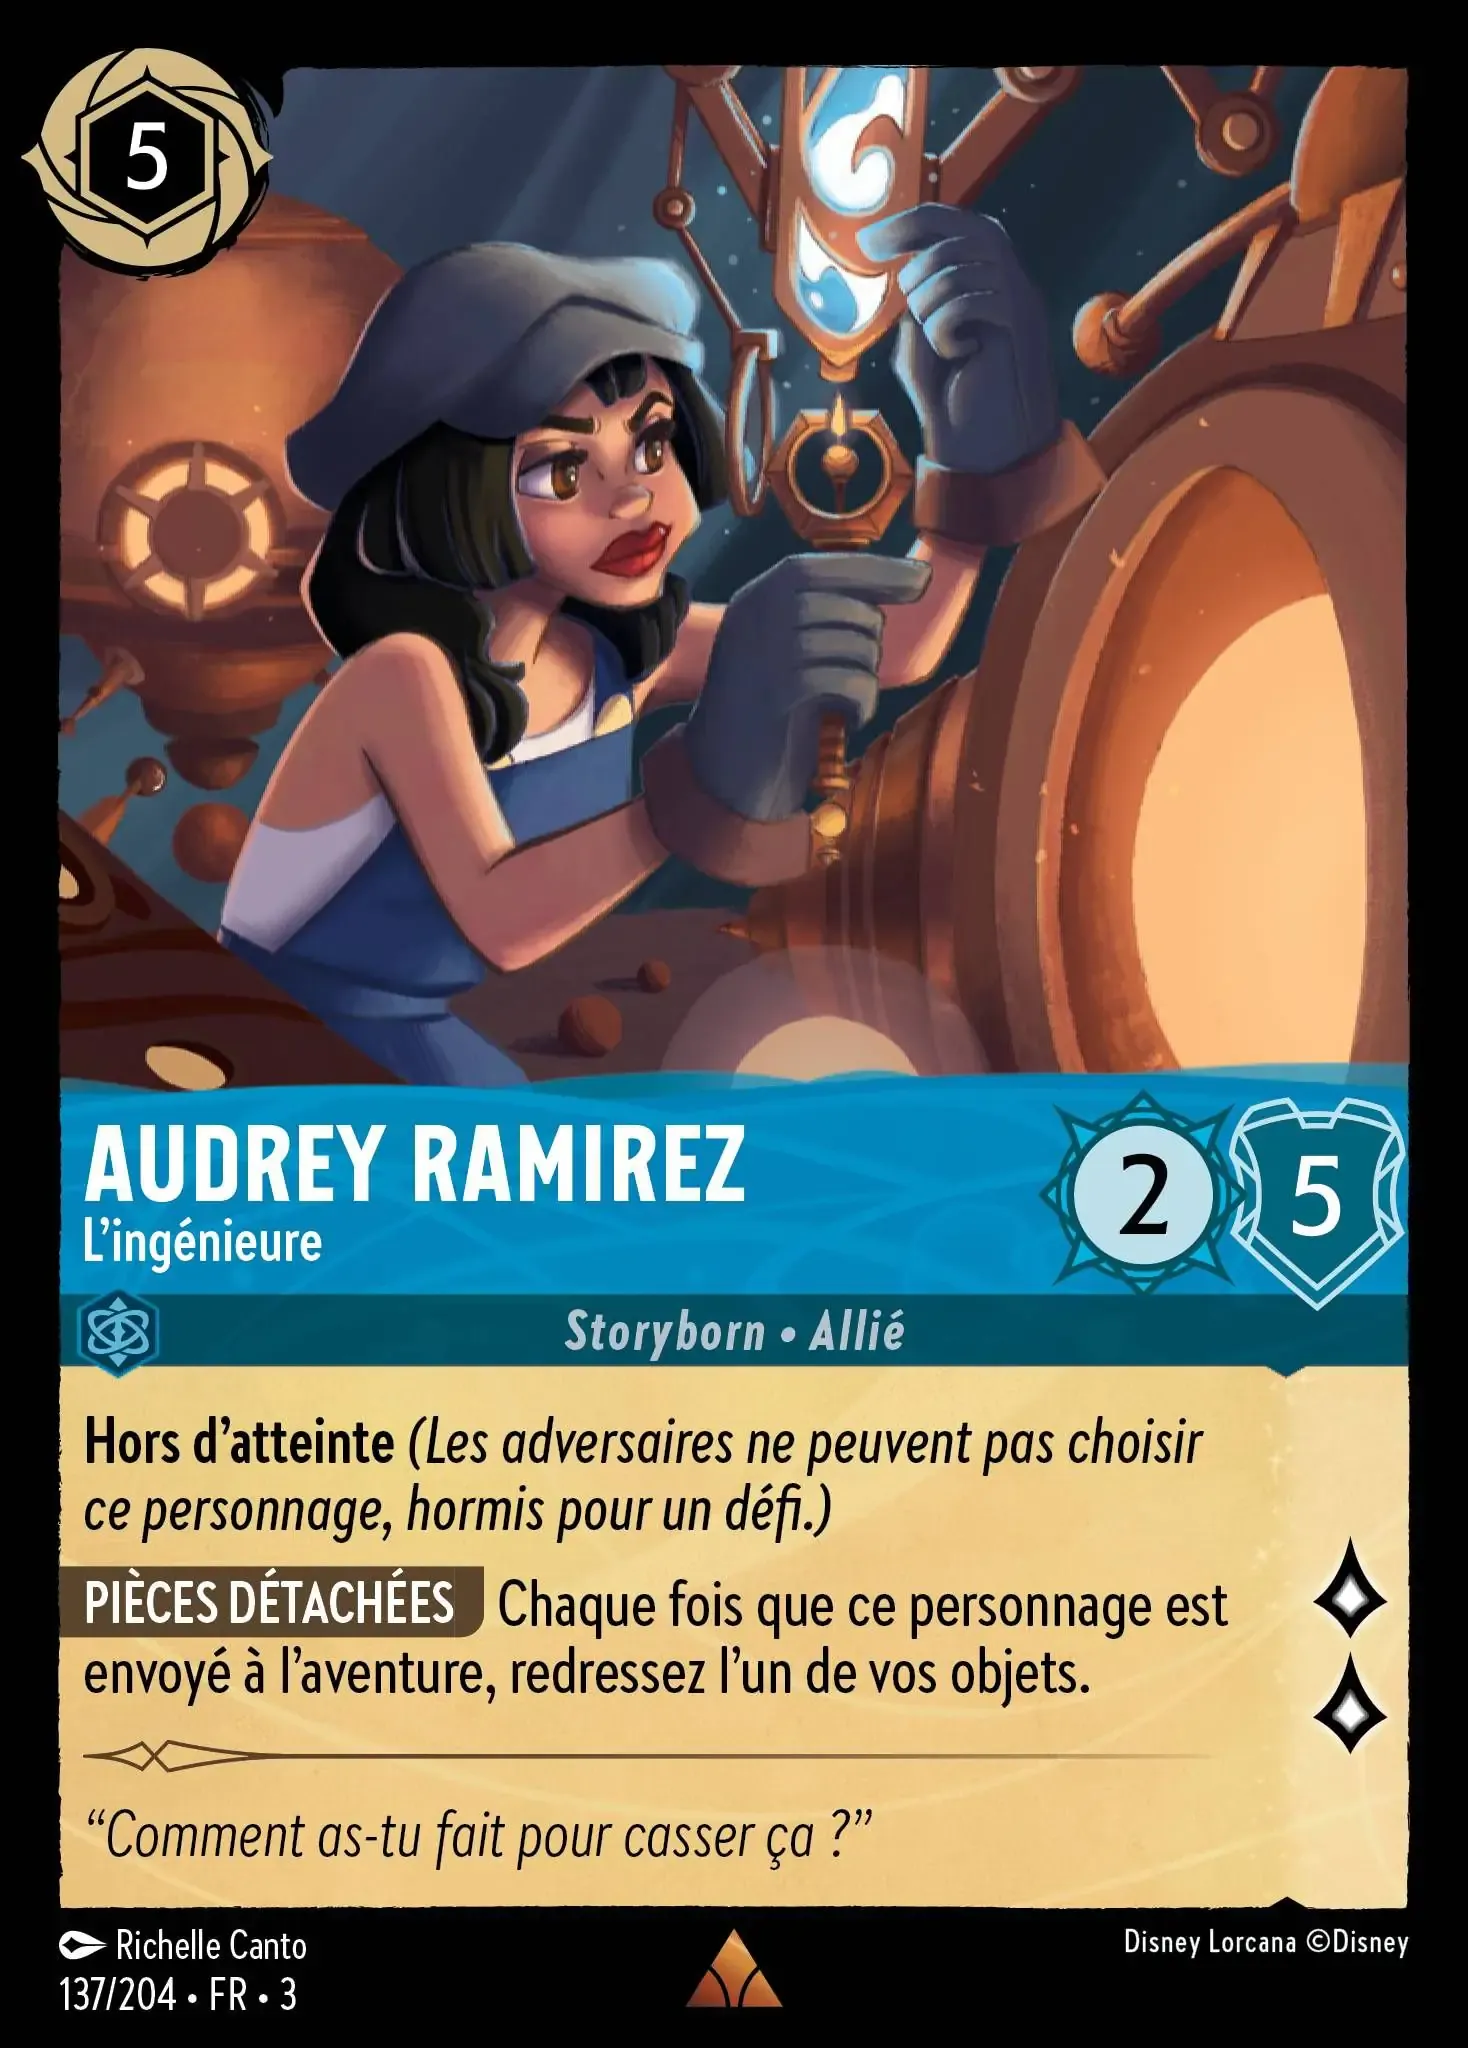 5
AUDREY RAMIREZ
L’ingénieure
2
5
Storyborn • Allié
Hors d’atteinte (Les adversaires ne peuvent pas choisir
ce personnage, hormis pour un défi.)
PIÈCES DÉTACHÉES Chaque fois que ce personnage est
envoyé à l’aventure, redressez l’un de vos objets.
“Comment as-tu fait pour casser ça ?”
Richelle Canto
137/204 • FR • 3
Disney Lorcana ©Disney